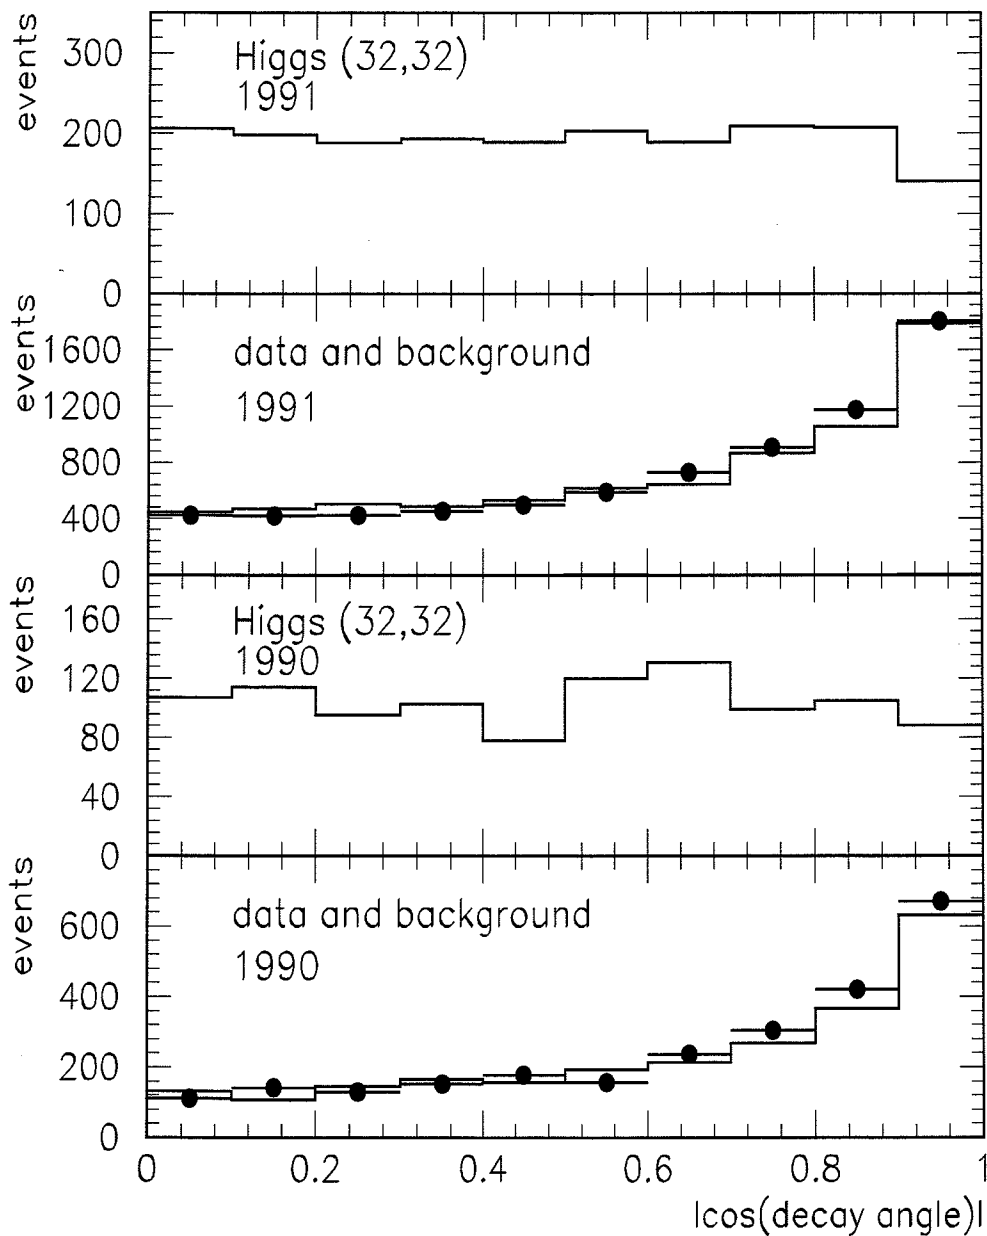 events
300
200
100
0
Higgs (32,32)
1991
events
1600
1200
800
400
0
data and background
1991
events
160
120
80
40
0
Higgs (32,32)
1990
events
600
400
200
0
data and background
1990
0 0.2 0.4 0.6 0.8 1
|cos(decay angle)|